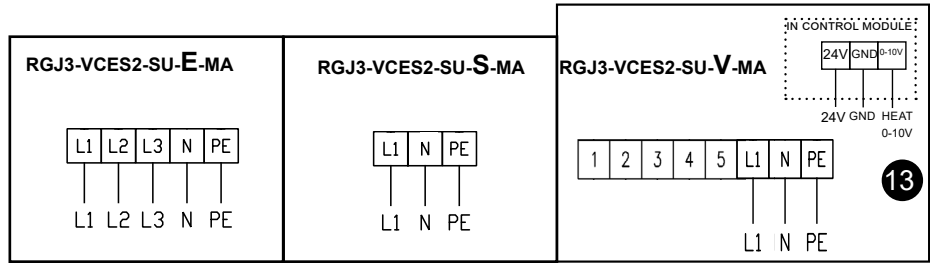 RGJ3-VCES2-SU-E-MA
L1 L2 L3 N PE
L1 L2 L3 N PE
RGJ3-VCES2-SU-S-MA
L1 N PE
L1 N PE
RGJ3-VCES2-SU-V-MA
IN CONTROL MODULE
24V GND 0-10V
24V GND HEAT
0-10V
1 2 3 4 5 L1 N PE
L1 N PE
13